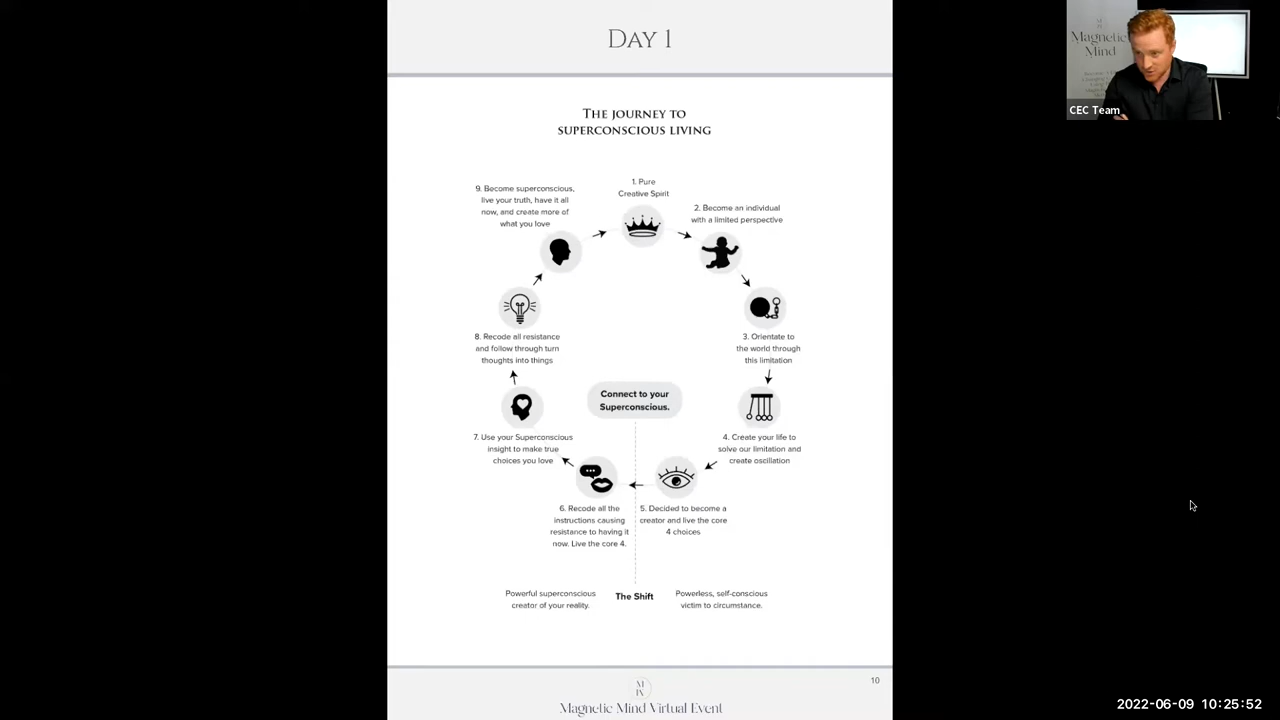 DAY 1
THE JOURNEY TO
SUPERCONSCIOUS LIVING
1. Pure
Creative Spirit
2. Become an individual
with a limited perspective
3. Orientate to
the world through
this limitation
4. Create your life to
solve our limitation and
create oscillation
5. Decided to become a
creator and live the core
4 choices
6. Recode all the
instructions causing
resistance to having it
now. Live the core 4.
7. Use your Superconscious
insight to make true
choices you love
8. Recode all resistance
and follow through turn
thoughts into things
9. Become superconscious,
live your truth, have it all
now, and create more of
what you love
Connect to your
Superconscious.
Powerful superconscious
creator of your reality.
The Shift
Powerless, self-conscious
victim to circumstance.
10
Magnetic Mind Virtual Event
Magnetic
Mind
CEC Team
2022-06-09 10:25:52